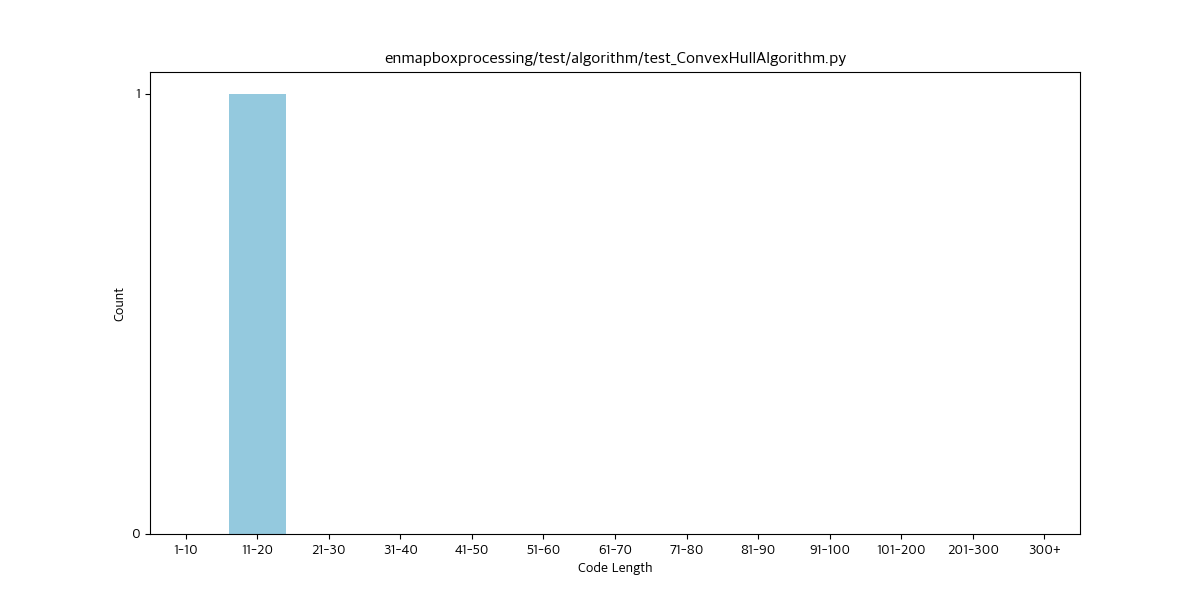 enmapboxprocessing/test/algorithm/test_ConvexHullAlgorithm.py
1
Count
0
1-10 11-20 21-30 31-40 41-50 51-60 61-70 71-80 81-90 91-100 101-200 201-300 300+
Code Length